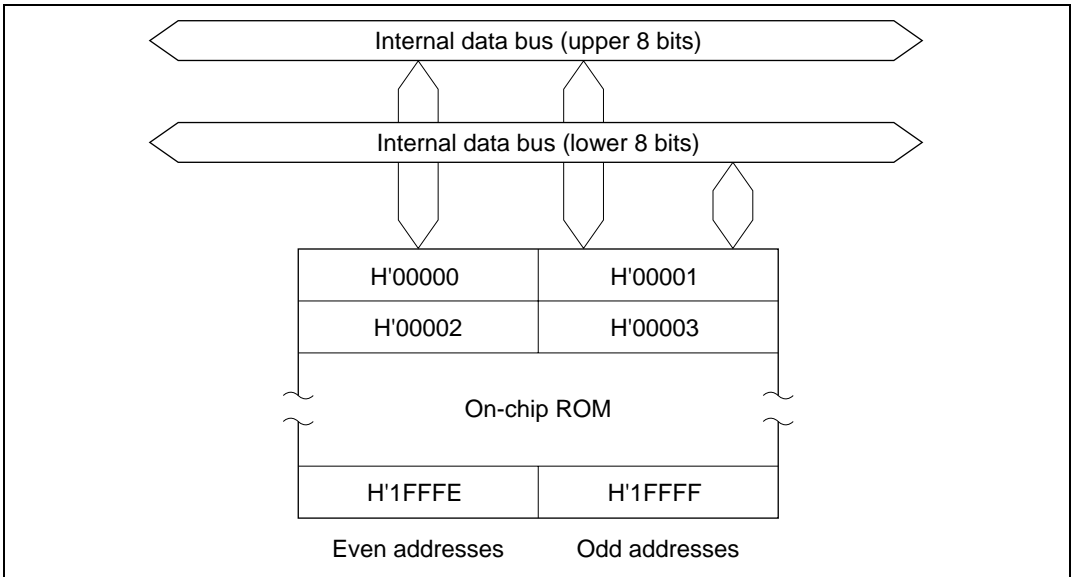 Internal data bus (upper 8 bits)
Internal data bus (lower 8 bits)
H'00000 H'00001
H'00002 H'00003
On-chip ROM
H'1FFFE H'1FFFF
Even addresses Odd addresses